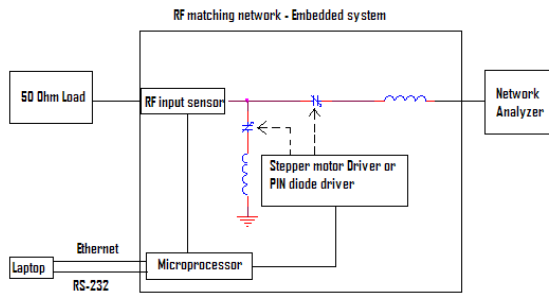 RF matching network - Embedded system
50 Ohm Load
RF input sensor
Network
Analyzer
Stepper motor Driver or
PIN diode driver
Ethernet
Laptop
Microprocessor
RS-232